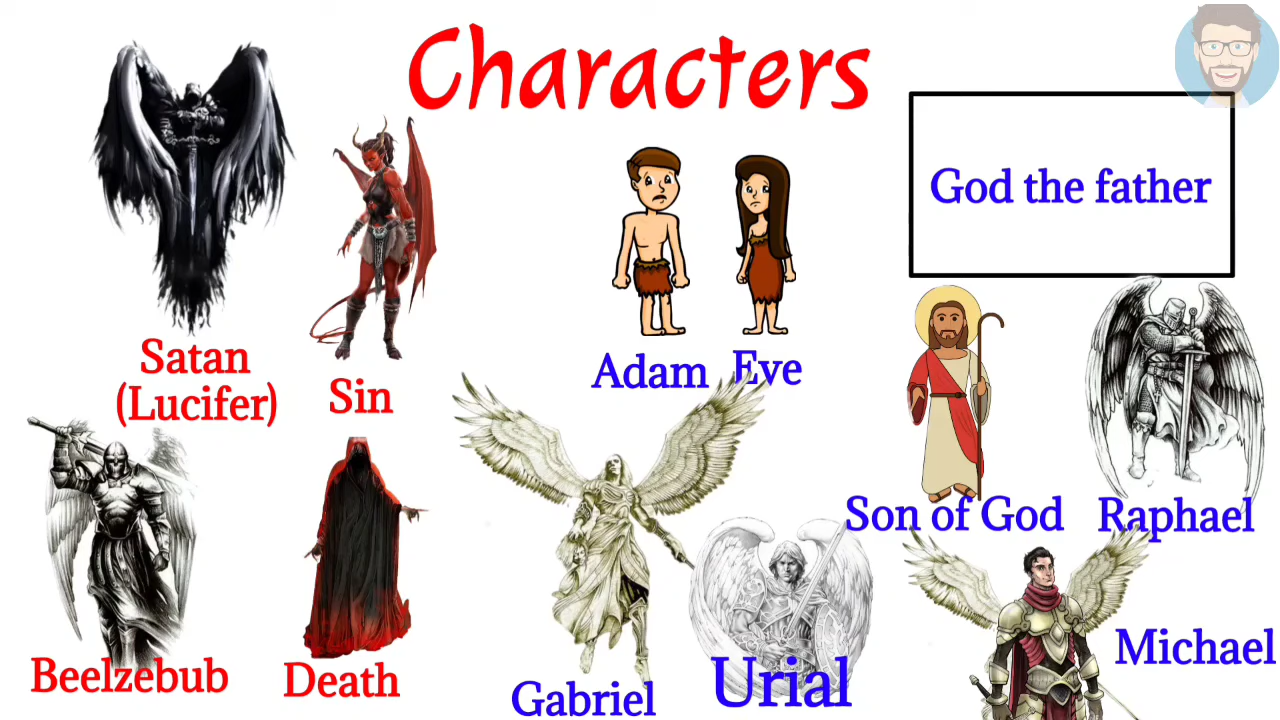 Characters
God the father
Satan
(Lucifer)
Sin
Adam
Eve
Son of God
Raphael
Beelzebub
Death
Gabriel
Urial
Michael